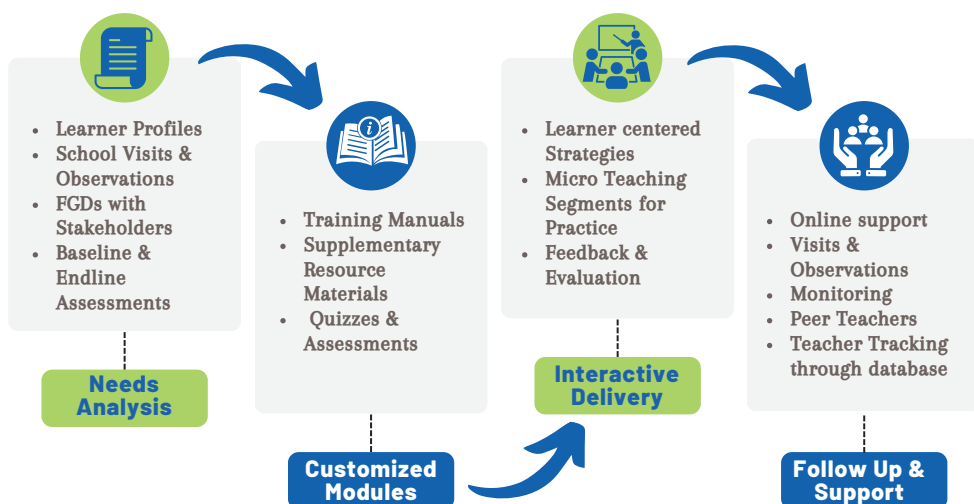 • Learner Profiles
• School Visits &
Observations
• FGDs with
Stakeholders
• Baseline &
Endline
Assessments
Needs
Analysis
i
• Training Manuals
• Supplementary
Resource
Materials
• Quizzes &
Assessments
Customized
Modules
• Learner centered
Strategies
• Micro Teaching
Segments for
Practice
• Feedback &
Evaluation
Interactive
Delivery
• Online support
• Visits &
Observations
• Monitoring
• Peer Teachers
• Teacher Tracking
through database
Follow Up &
Support